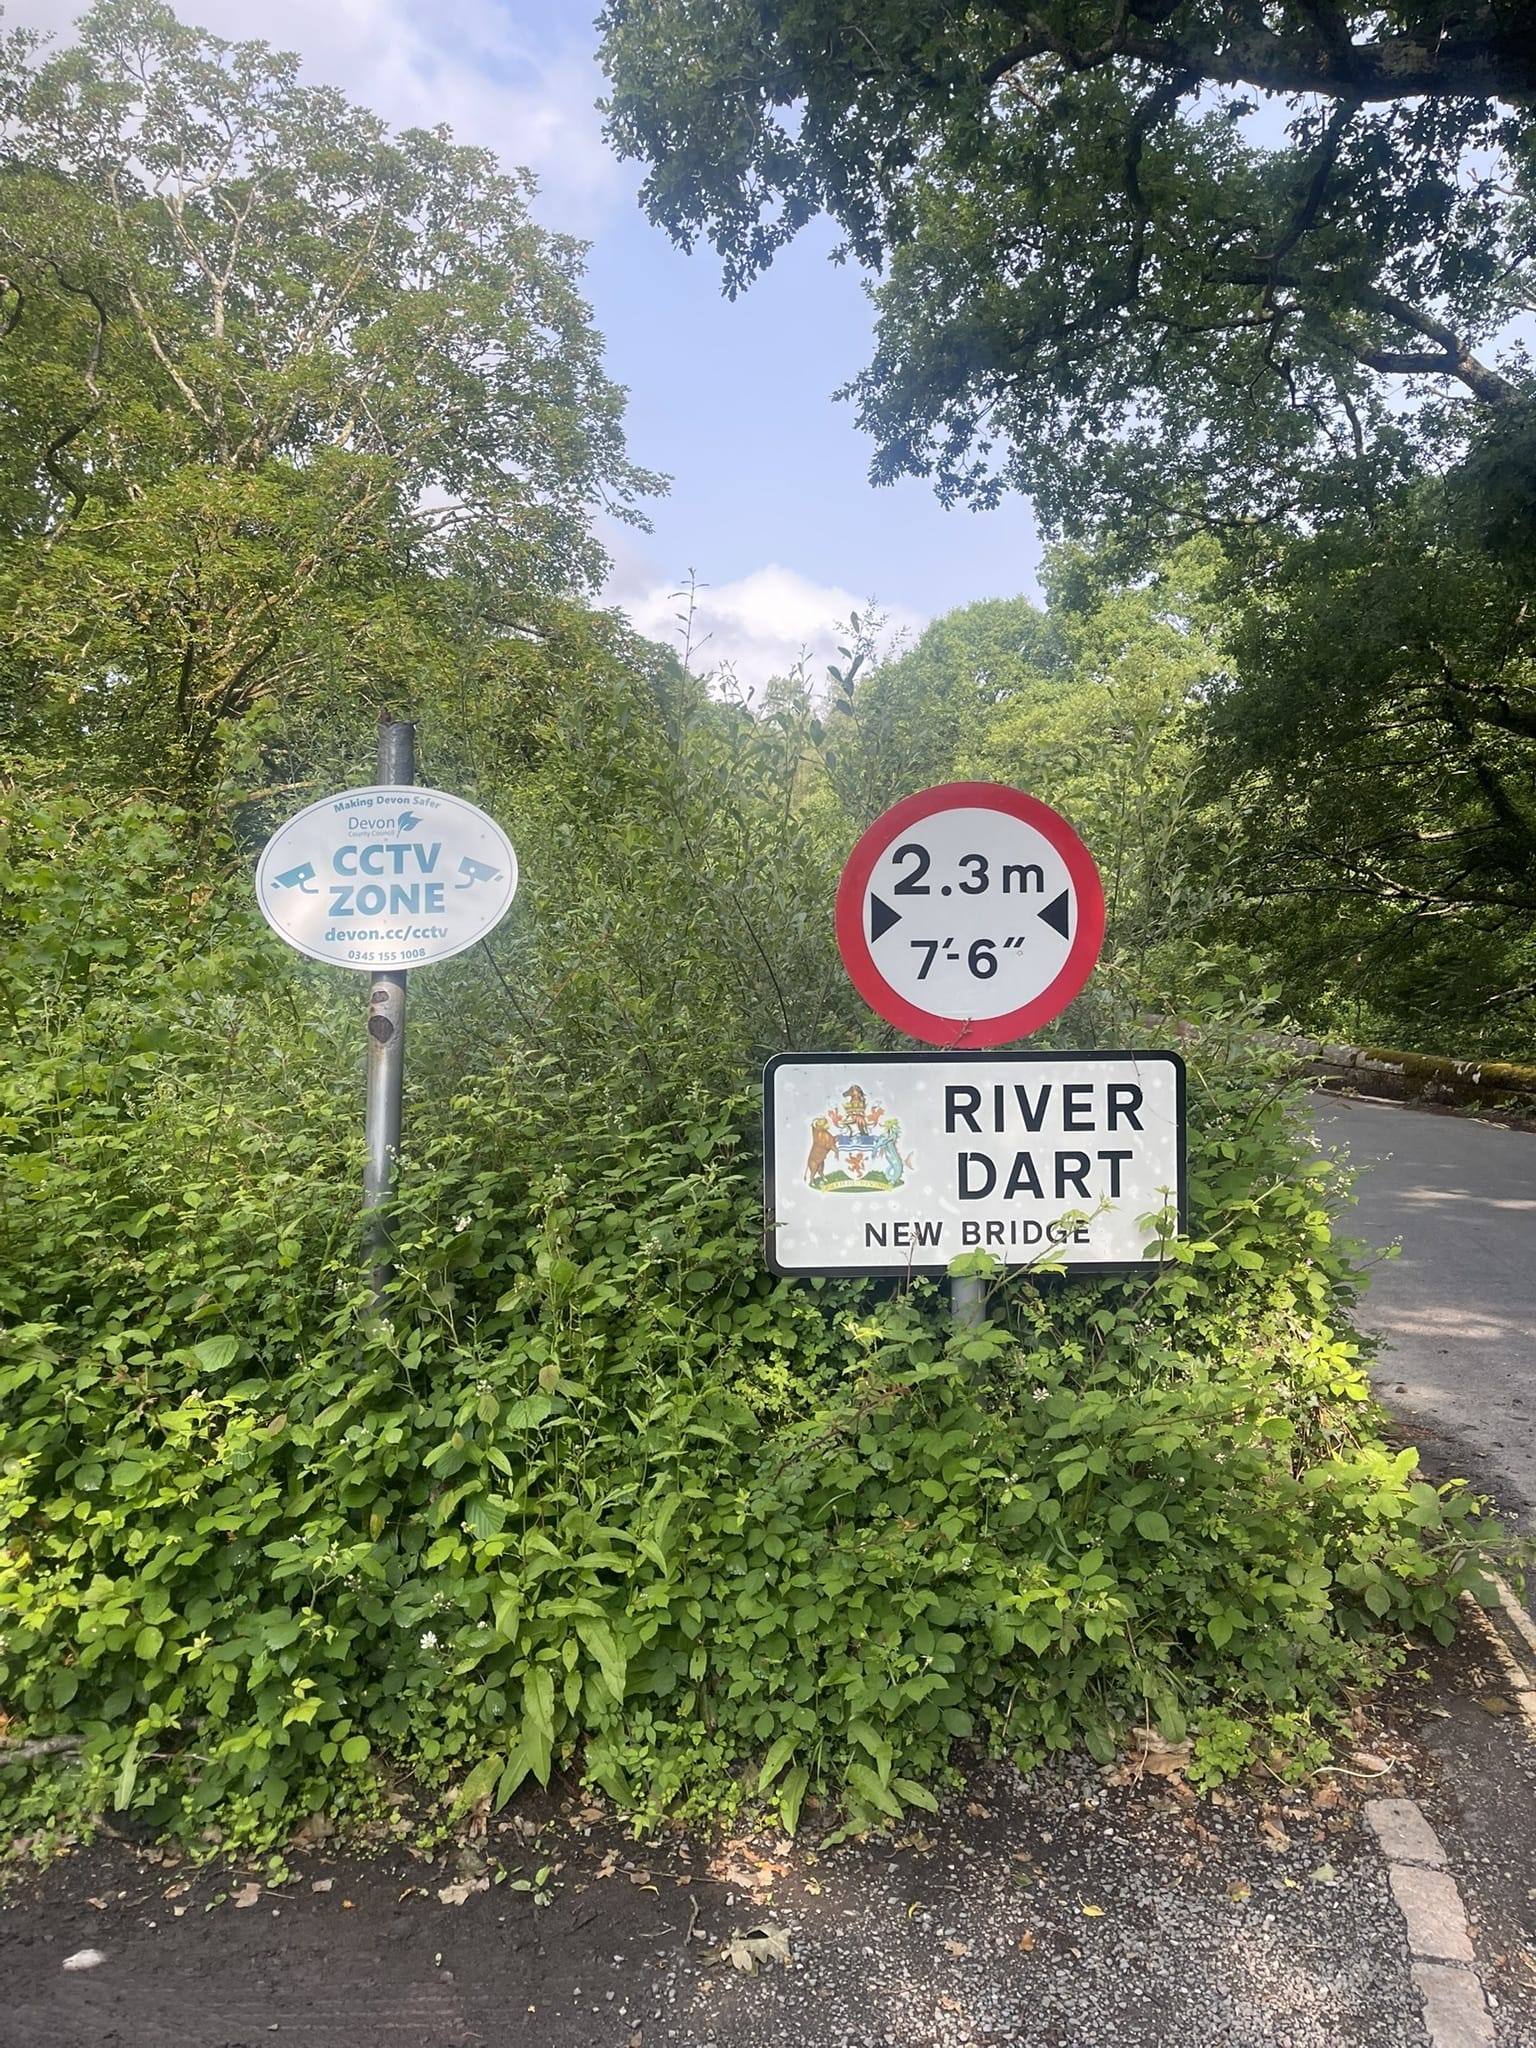 Making Devon Safer
Devon
County Council
CCTV
ZONE
devon.cc/cctv
0345 155 1008
2.3 m
7'-6"
RIVER
DART
NEW BRIDGE